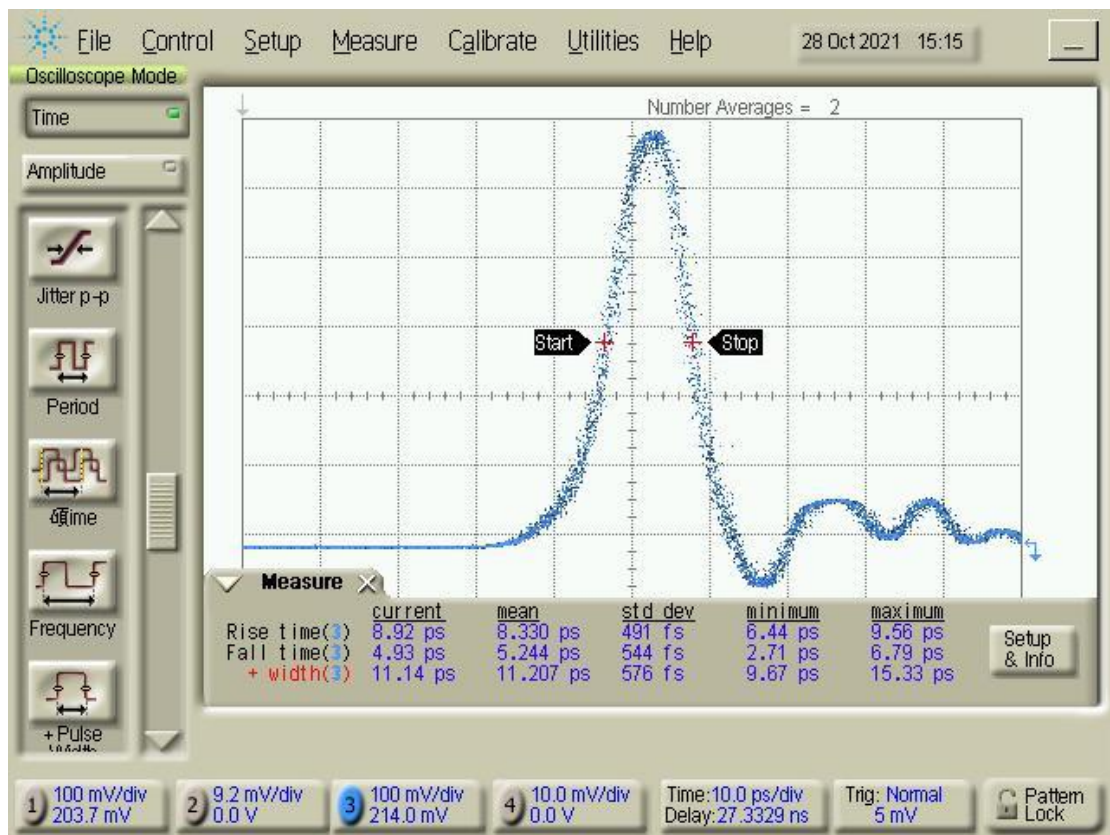 File Control Setup Measure Calibrate Utilities Help 28 Oct 2021 15:15
Oscilloscope Mode
Time
Amplitude
Number Averages = 2
Jitter p-p
Period
Start Stop
Frequency
+ Pulse
Measure
current mean std dev minimum maximum
Rise time(3) 8.92 ps 8.330 ps 491 fs 6.44 ps 9.56 ps
Fall time(3) 4.93 ps 5.244 ps 544 fs 2.71 ps 6.79 ps
+ width(3) 11.14 ps 11.207 ps 576 fs 9.67 ps 15.33 ps
Setup
& Info
1 100 mV/div
203.7 mV
2 9.2 mV/div
0.0 V
3 100 mV/div
214.0 mV
4 10.0 mV/div
0.0 V
Time:10.0 ps/div
Delay:27.3329 ns
Trig: Normal
5 mV
Pattern
Lock